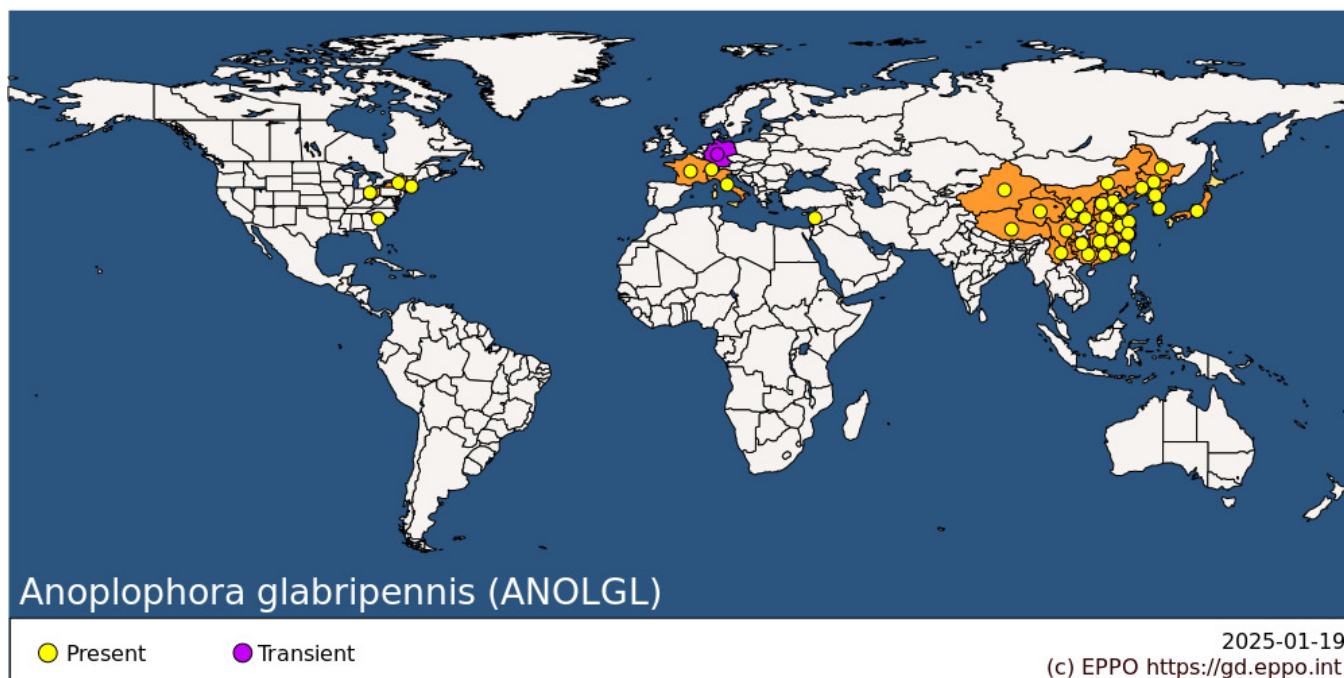 Anoplophora glabripennis (ANOLGL)
Present
Transient
2025-01-19
(c) EPPO https://gd.eppo.int